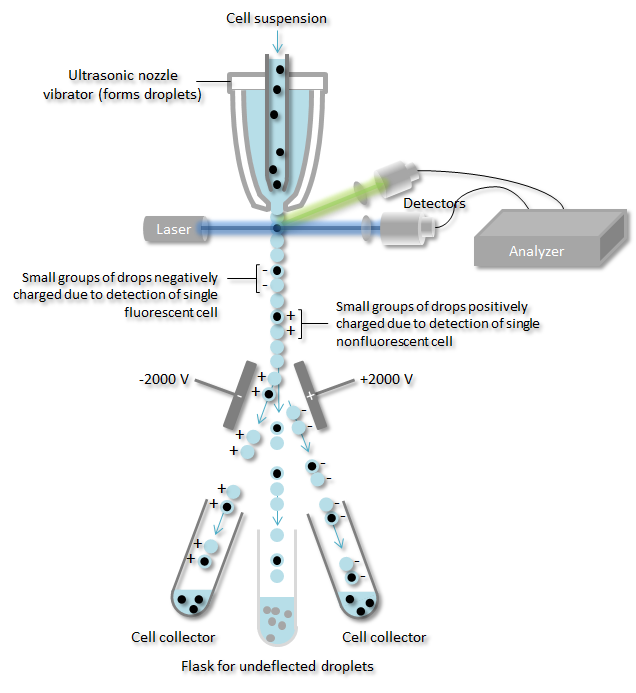 Cell suspension
Ultrasonic nozzle
vibrator (forms droplets)
Detectors
Laser
Analyzer
Small groups of drops negatively
charged due to detection of single
fluorescent cell
-
-
Small groups of drops positively
charged due to detection of single
nonfluorescent cell
+
+
-2000 V
+2000 V
-
+
+
+
-
-
+
+
-
-
+
+
-
-
+
+
-
-
Cell collector
Cell collector
Flask for undeflected droplets